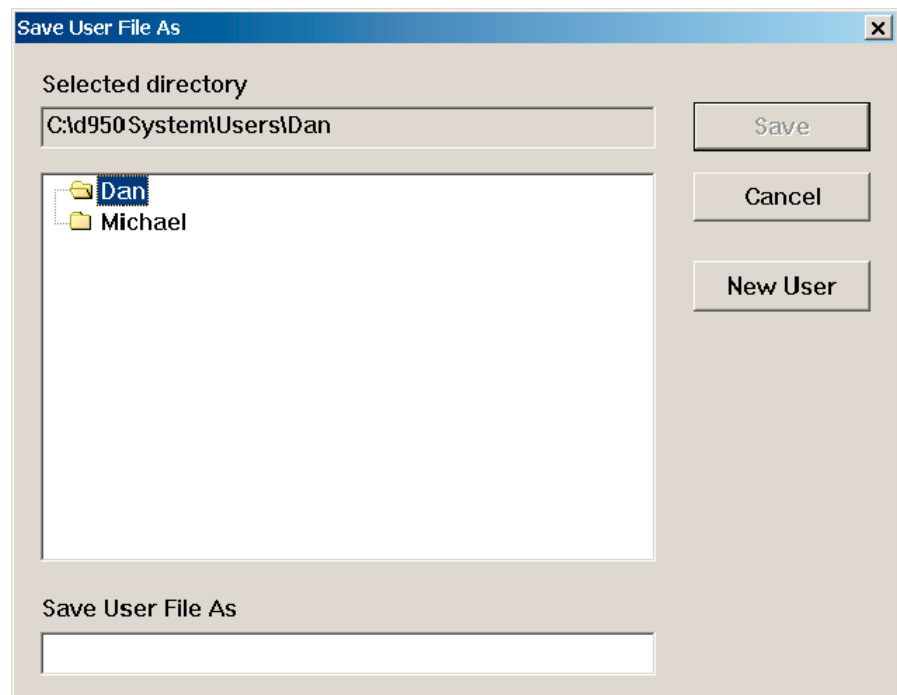 Save User File As
Selected directory
C:\d950System\Users\Dan
Save
Dan
Cancel
Michael
New User
Save User File As